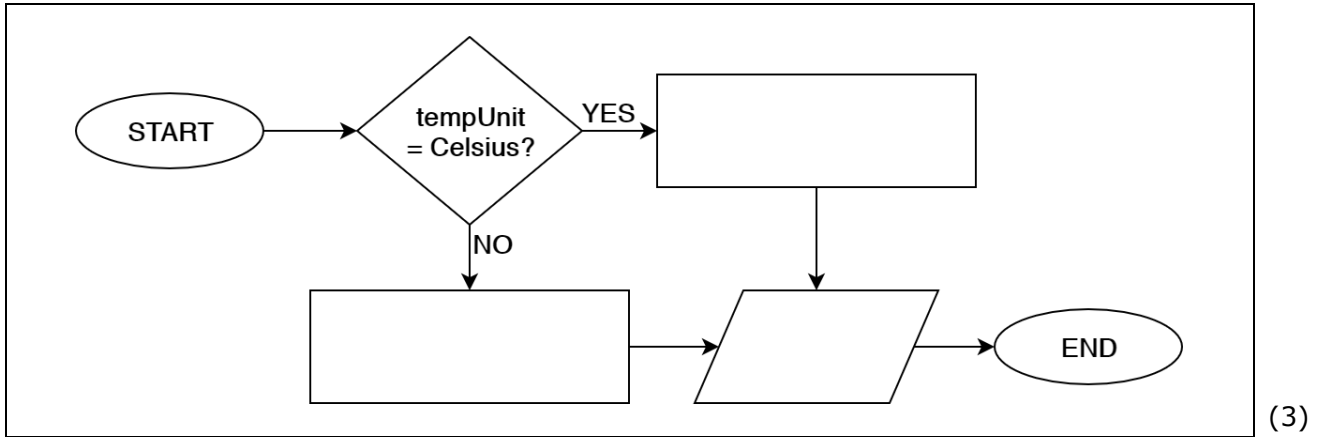 START
tempUnit
= Celsius?
YES
NO
END
(3)